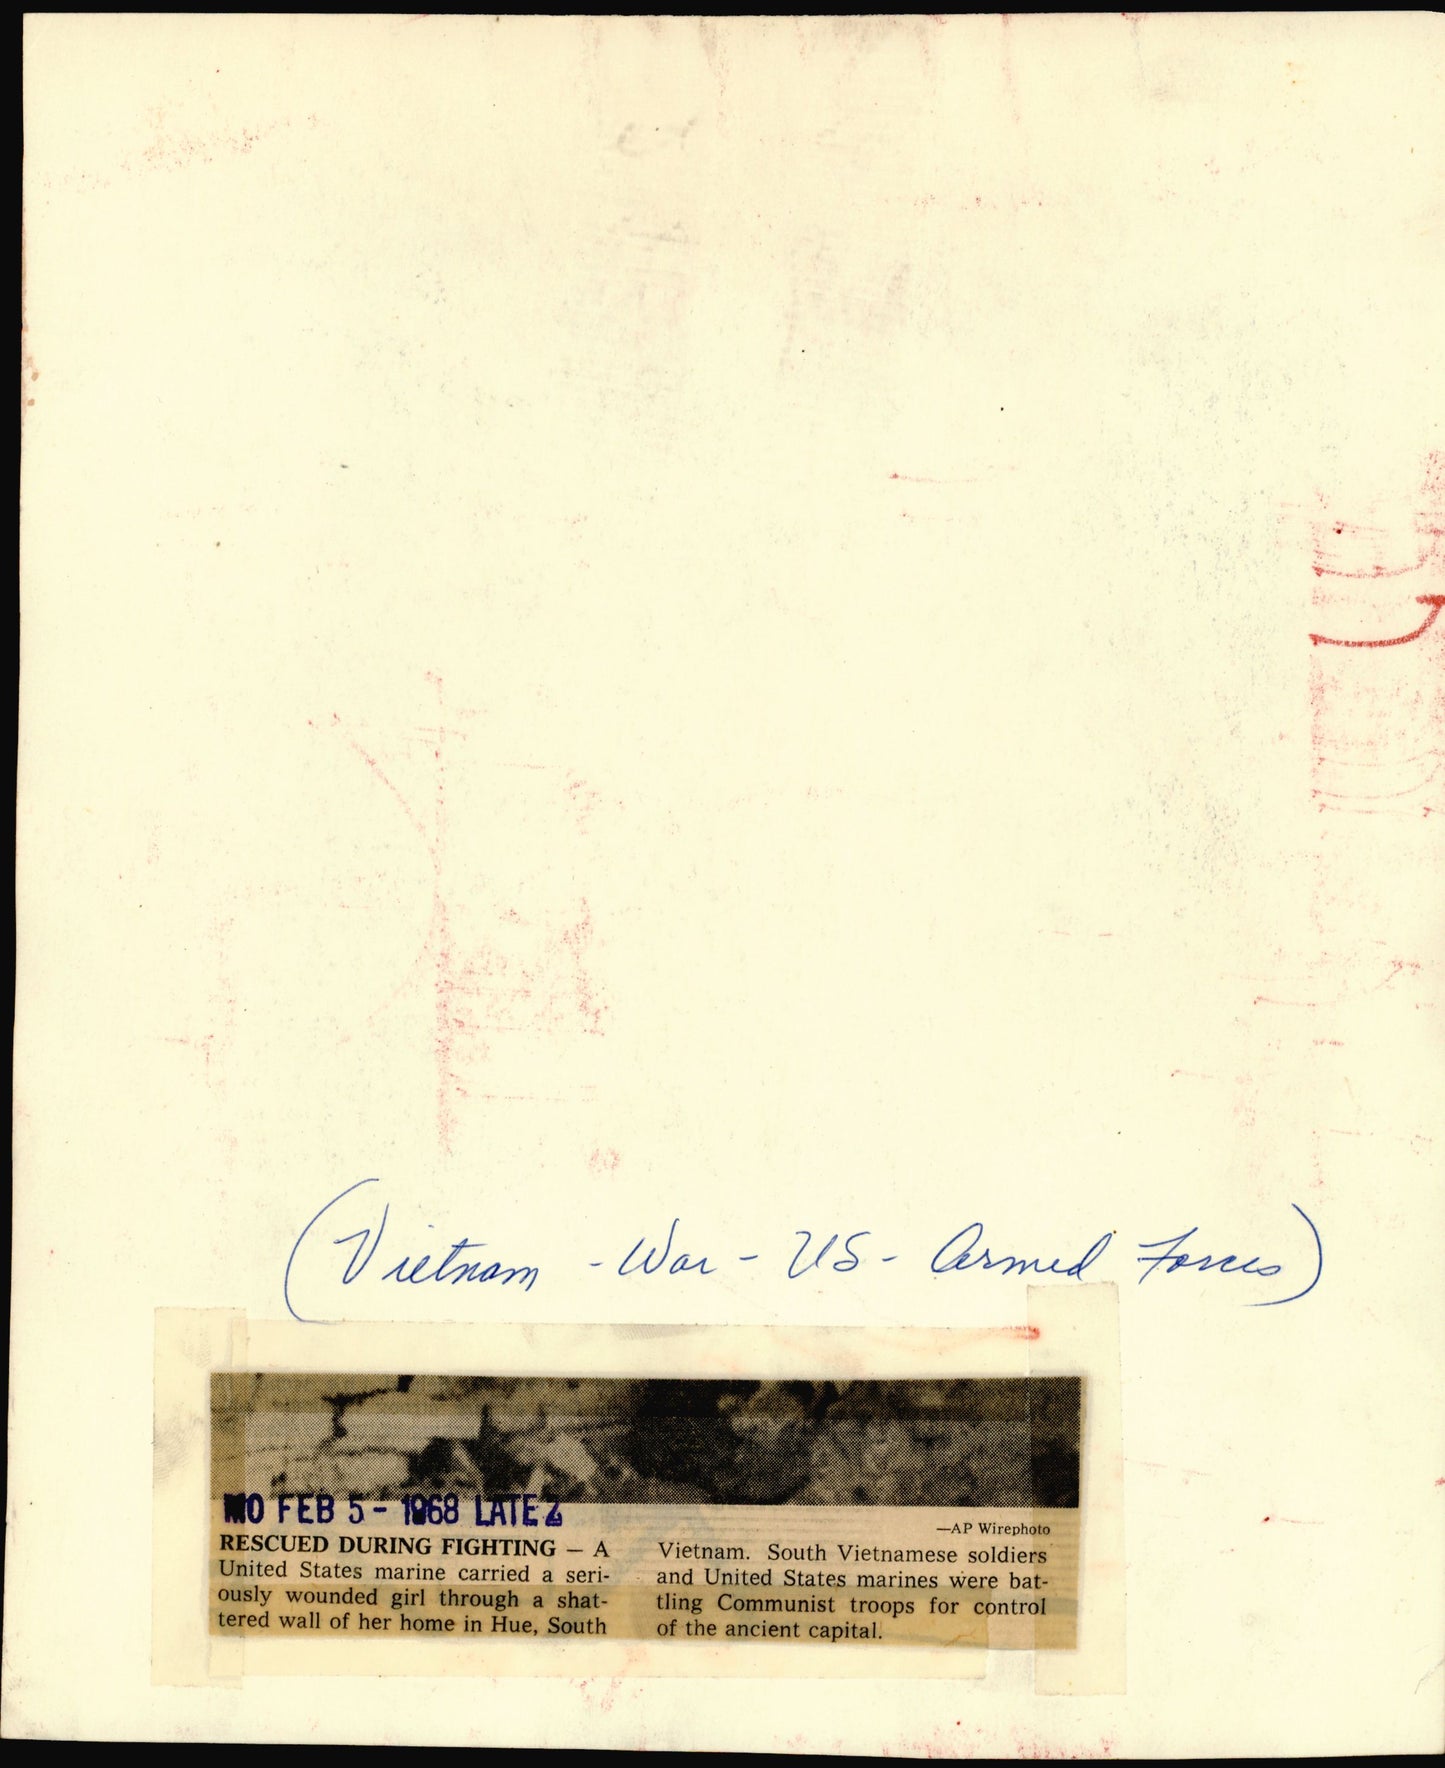 (Vietnam - War - US - Armed Forces)
MO FEB 5 - 1968 LATE 2
—AP Wirephoto
RESCUED DURING FIGHTING — A
United States marine carried a seri-
ously wounded girl through a shat-
tered wall of her home in Hue, South
Vietnam. South Vietnamese soldiers
and United States marines were bat-
tling Communist troops for control
of the ancient capital.